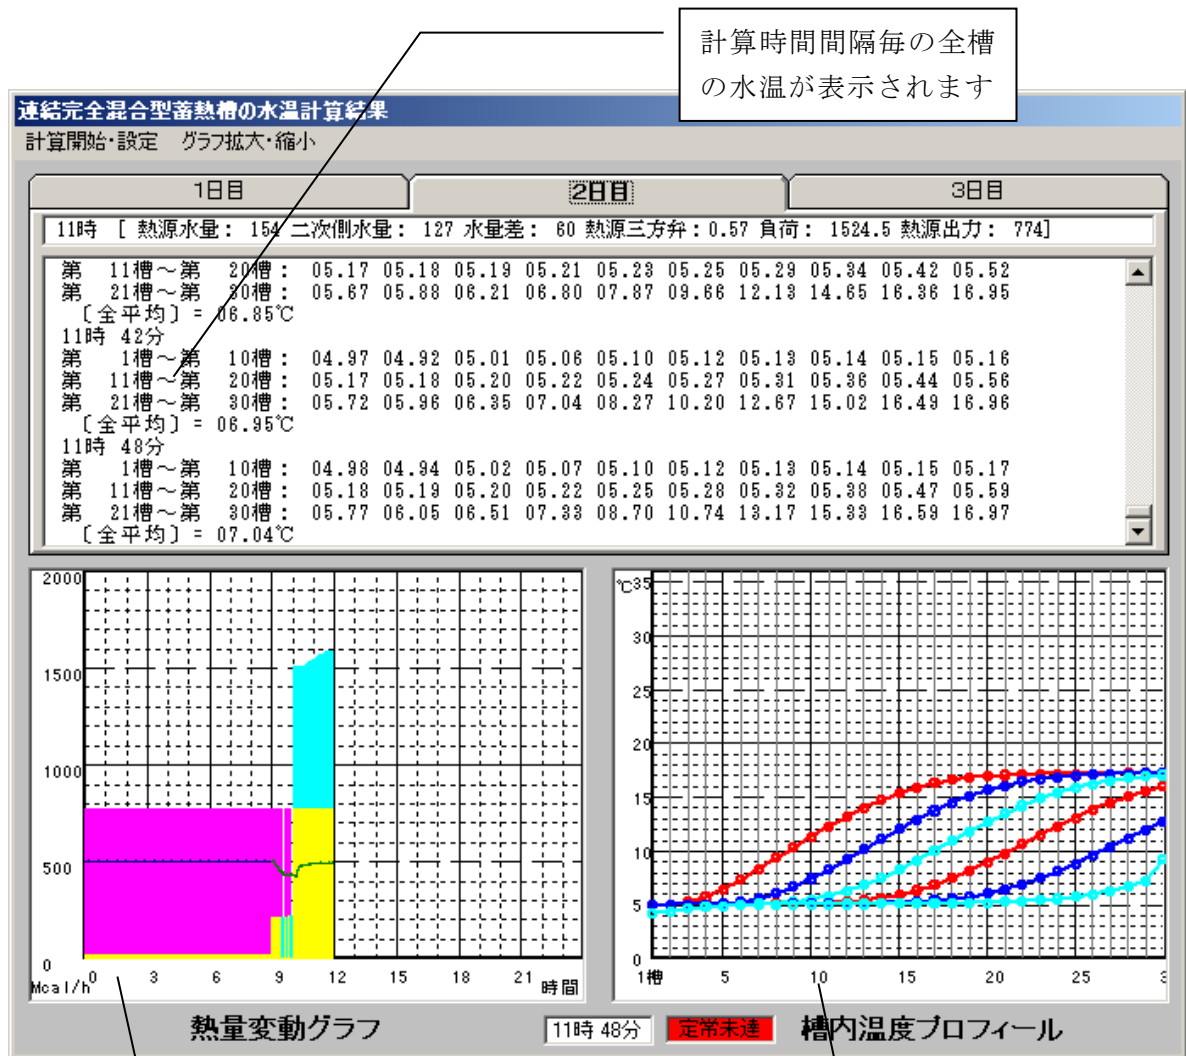 計算時間間隔毎の全槽
の水温が表示されます
連結完全混合型蓄熱槽の水温計算結果
計算開始・設定 グラフ拡大・縮小
1日目 2日目 3日目
11時 [ 熱源水量： 154 二次側水量： 127 水量差： 60 熱源三方弁：0.57 負荷： 1524.5 熱源出力： 774]
第 11槽～第 20槽： 05.17 05.18 05.19 05.21 05.23 05.25 05.29 05.34 05.42 05.52
第 21槽～第 30槽： 05.67 05.88 06.21 06.80 07.87 09.66 12.13 14.65 16.36 16.95
〔全平均〕= 06.85℃
11時 42分
第 1槽～第 10槽： 04.97 04.92 05.01 05.06 05.10 05.12 05.13 05.14 05.15 05.16
第 11槽～第 20槽： 05.17 05.18 05.20 05.22 05.24 05.27 05.31 05.36 05.44 05.56
第 21槽～第 30槽： 05.72 05.96 06.35 07.04 08.27 10.20 12.67 15.02 16.49 16.96
〔全平均〕= 06.95℃
11時 48分
第 1槽～第 10槽： 04.98 04.94 05.02 05.07 05.10 05.12 05.13 05.14 05.15 05.17
第 11槽～第 20槽： 05.18 05.19 05.20 05.22 05.25 05.28 05.32 05.38 05.47 05.59
第 21槽～第 30槽： 05.77 06.05 06.51 07.33 08.70 10.74 13.17 15.33 16.59 16.97
〔全平均〕= 07.04℃
2000
1500
1000
500
0
Mcal/h
0 3 6 9 12 15 18 21 時間
℃35
30
25
20
15
10
5
0
1槽 5 10 15 20 25 3
熱量変動グラフ 11時 48分 定常未達 槽内温度プロフィール